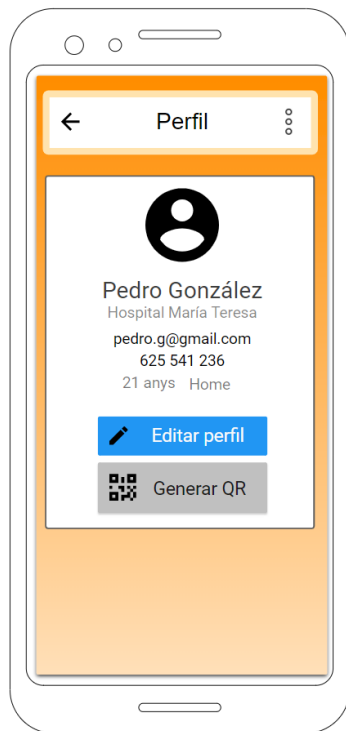 Perfil
Pedro González
Hospital María Teresa
pedro.g@gmail.com
625 541 236
21 anys Home
Editar perfil
Generar QR